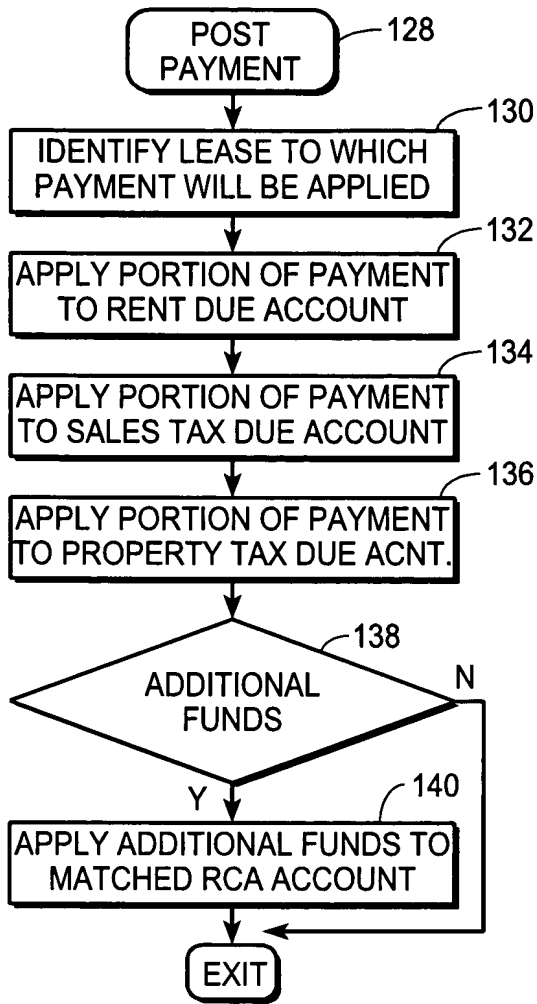 POST
PAYMENT
128
130
IDENTIFY LEASE TO WHICH
PAYMENT WILL BE APPLIED
132
APPLY PORTION OF PAYMENT
TO RENT DUE ACCOUNT
134
APPLY PORTION OF PAYMENT
TO SALES TAX DUE ACCOUNT
136
APPLY PORTION OF PAYMENT
TO PROPERTY TAX DUE ACNT.
138
ADDITIONAL
FUNDS
N
Y
140
APPLY ADDITIONAL FUNDS TO
MATCHED RCA ACCOUNT
EXIT